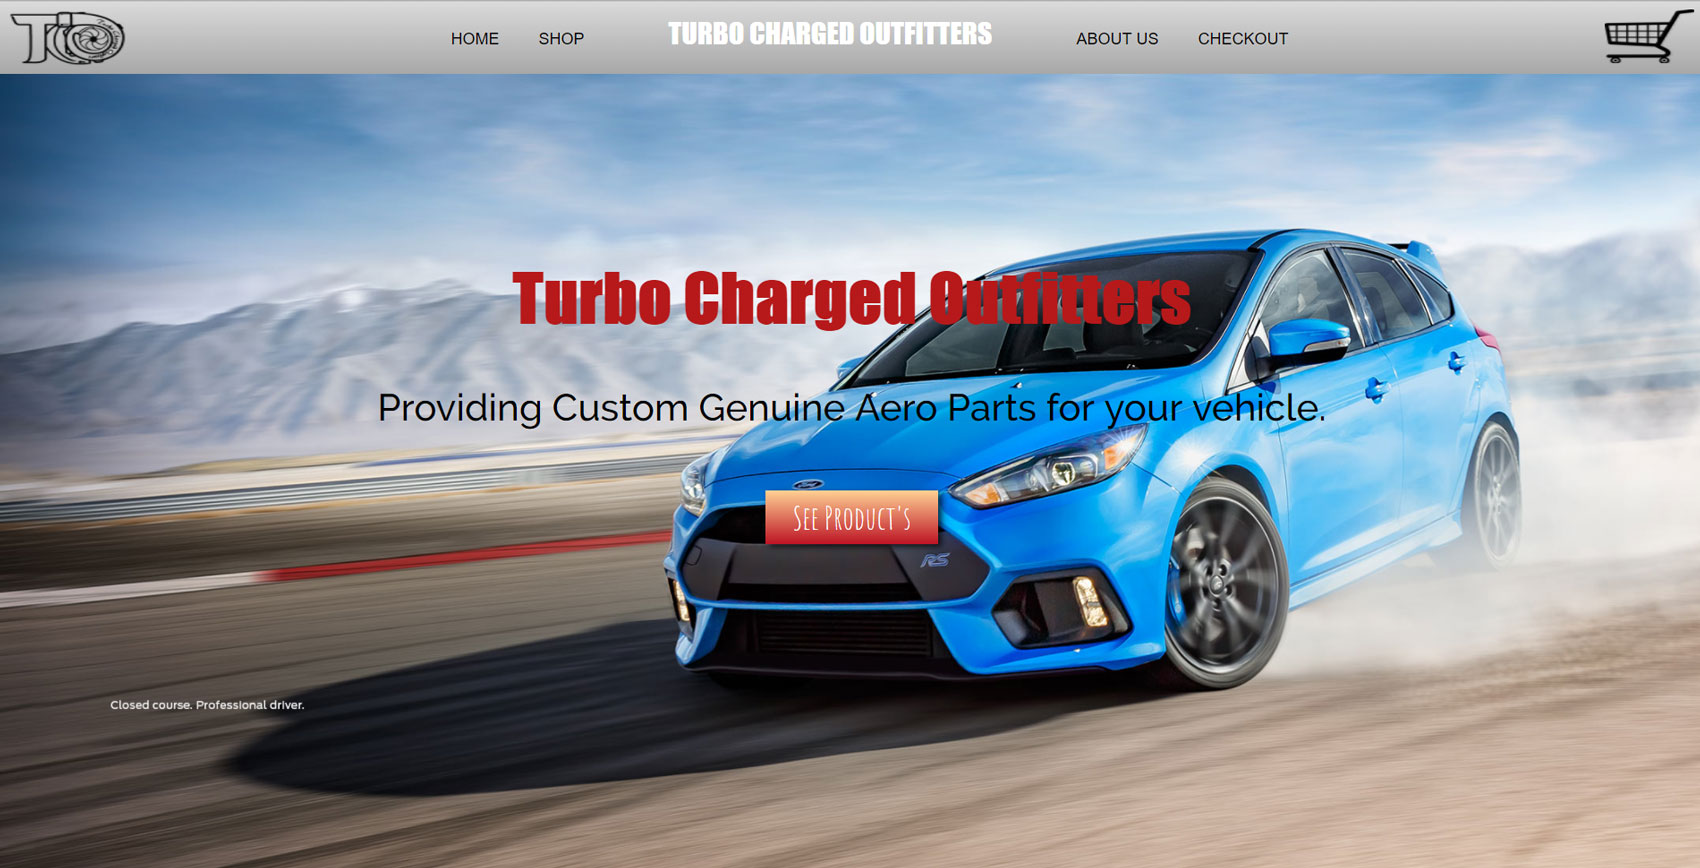 HOME SHOP TURBO CHARGED OUTFITTERS ABOUT US CHECKOUT
Turbo Charged Outfitters
Providing Custom Genuine Aero Parts for your vehicle.
Ford
See Product's
RS
Closed course. Professional driver.